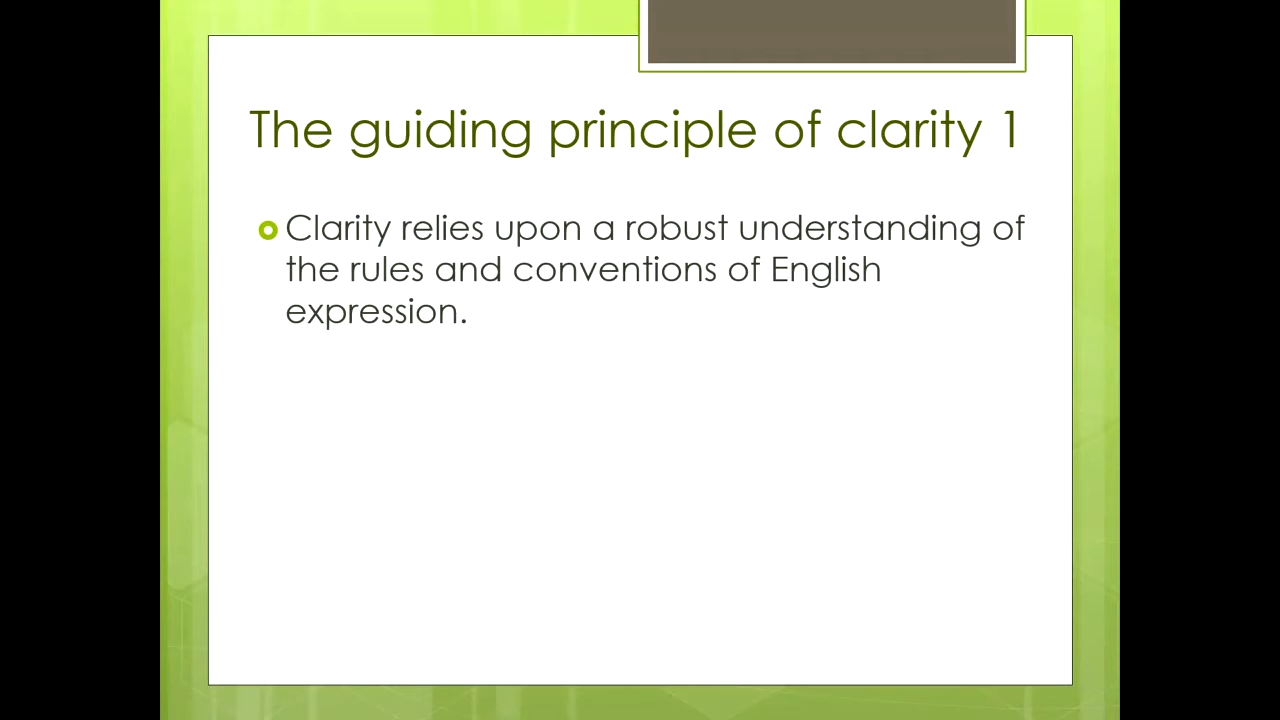 The guiding principle of clarity 1
Clarity relies upon a robust understanding of
the rules and conventions of English
expression.